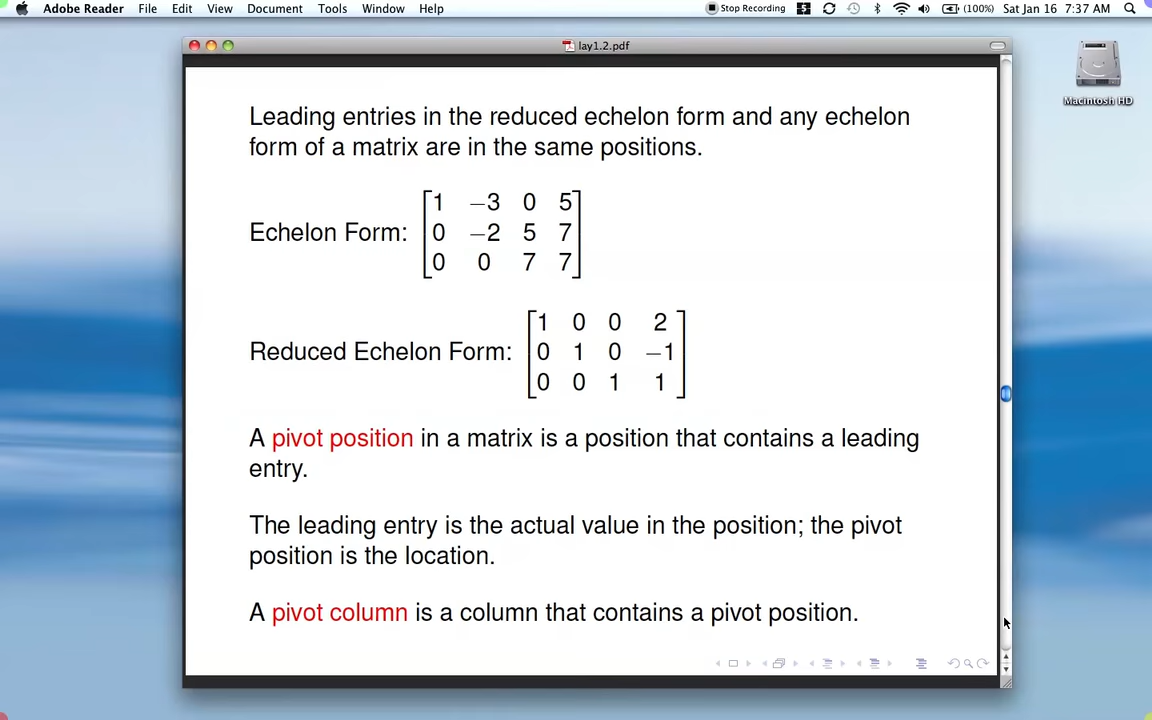 Adobe Reader File Edit View Document Tools Window Help Stop Recording (100%) Sat Jan 16 7:37 AM
lay1.2.pdf
Macintosh HD
Leading entries in the reduced echelon form and any echelon
form of a matrix are in the same positions.
1 −3 0 5
Echelon Form: 0 −2 5 7
0 0 7 7
1 0 0 2
Reduced Echelon Form: 0 1 0 −1
0 0 1 1
A pivot position in a matrix is a position that contains a leading
entry.
The leading entry is the actual value in the position; the pivot
position is the location.
A pivot column is a column that contains a pivot position.